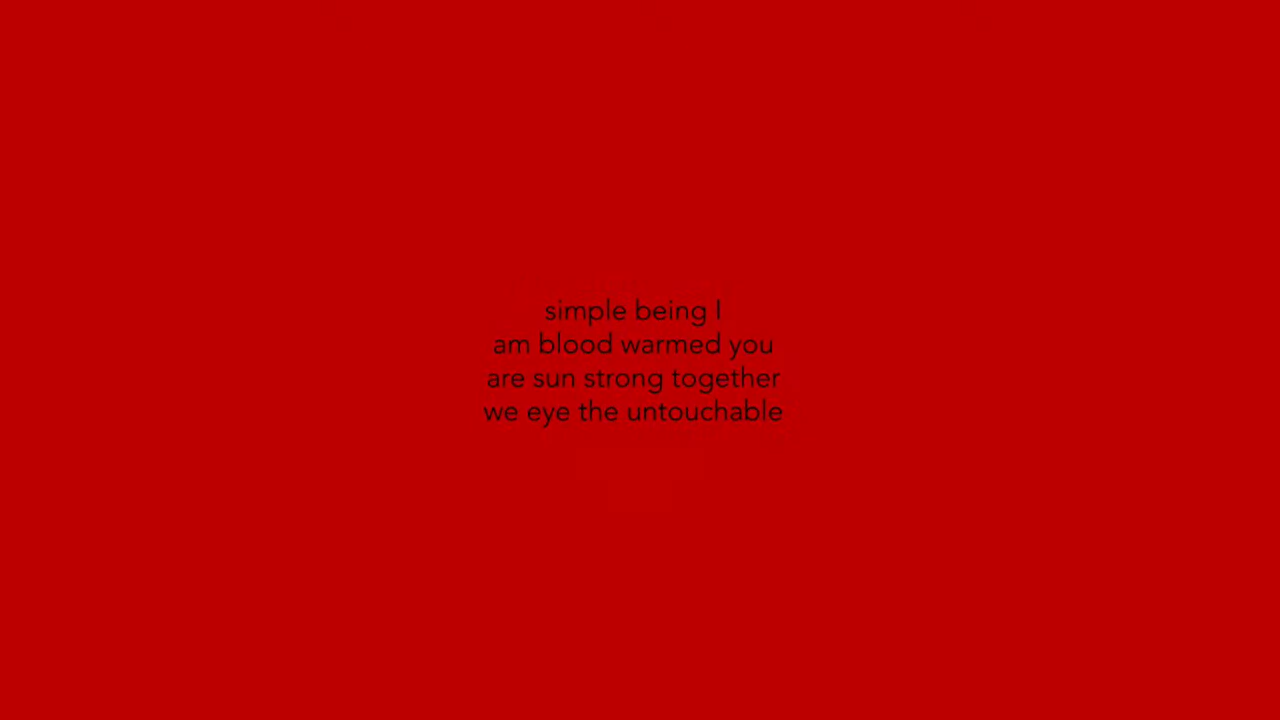 simple being I
am blood warmed you
are sun strong together
we eye the untouchable